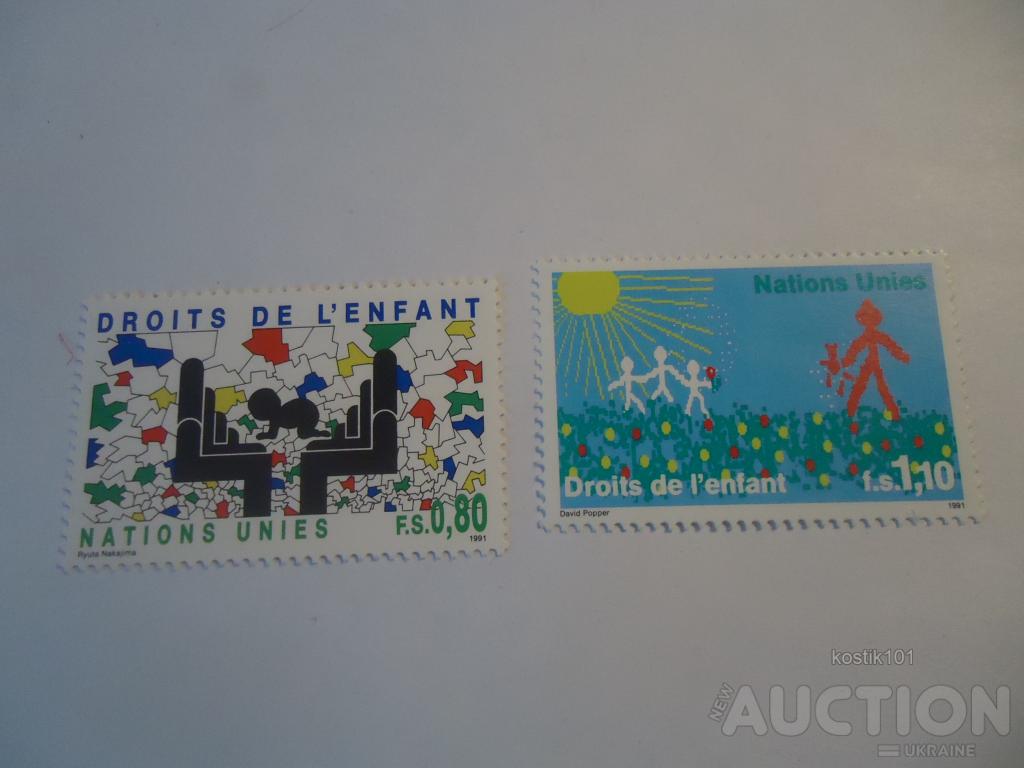 DROITS DE L'ENFANT
NATIONS UNIES
F.S.0,80
Ryuta Nakajima
1991
Nations Unies
Droits de l'enfant
f.s.1,10
David Popper
1991
kostik101
NEW AUCTION
UKRAINE